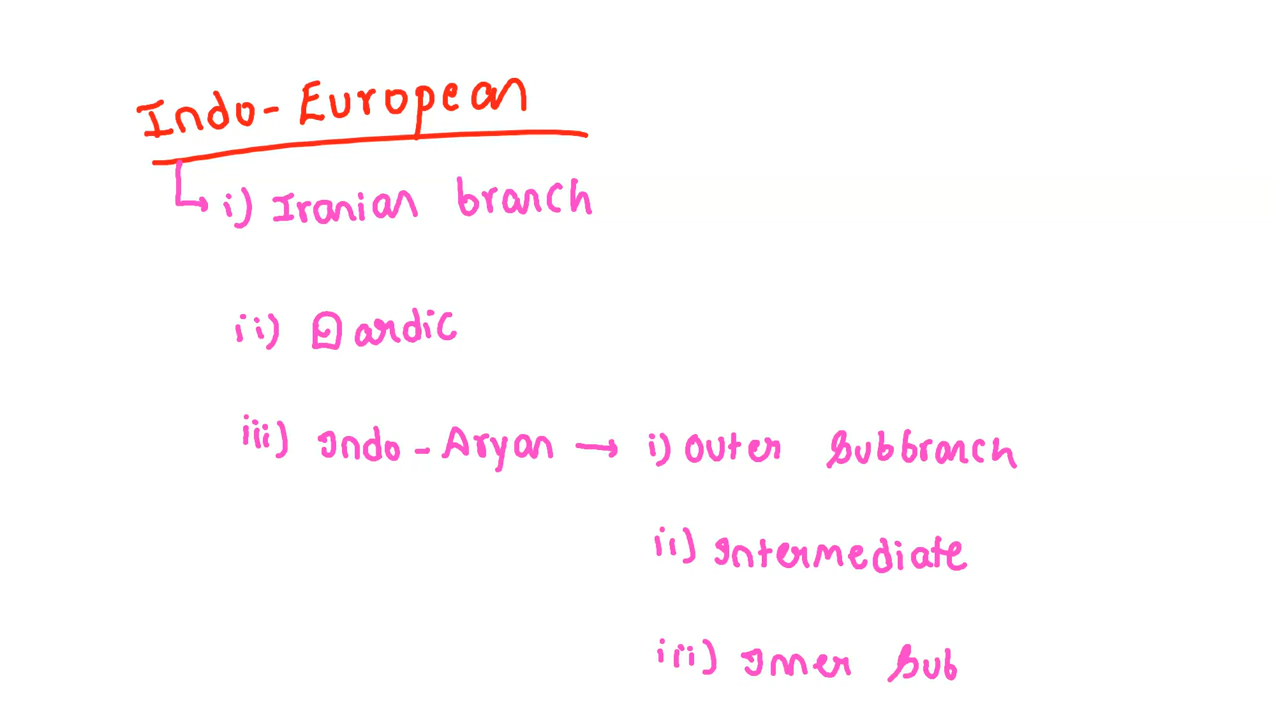 Indo-European
i) Iranian branch
ii) Dardic
iii) Indo-Aryan → i) Outer Subbranch
ii) Intermediate
iii) Inner Sub